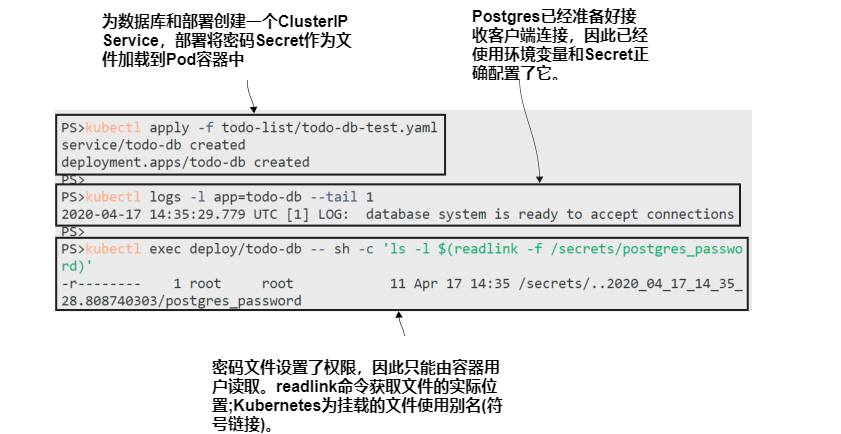 为数据库和部署创建一个ClusterIP
Service，部署将密码Secret作为文
件加载到Pod容器中
Postgres已经准备好接
收客户端连接，因此已经
使用环境变量和Secret正
确配置了它。
PS>kubectl apply -f todo-list/todo-db-test.yaml
service/todo-db created
deployment.apps/todo-db created
PS>
PS>kubectl logs -l app=todo-db --tail 1
2020-04-17 14:35:29.779 UTC [1] LOG:  database system is ready to accept connections
PS>
PS>kubectl exec deploy/todo-db -- sh -c 'ls -l $(readlink -f /secrets/postgres_passwo
rd)'
-r--------    1 root     root            11 Apr 17 14:35 /secrets/..2020_04_17_14_35_
28.808740303/postgres_password
密码文件设置了权限，因此只能由容器用
户读取。readlink命令获取文件的实际位
置;Kubernetes为挂载的文件使用别名(符
号链接)。